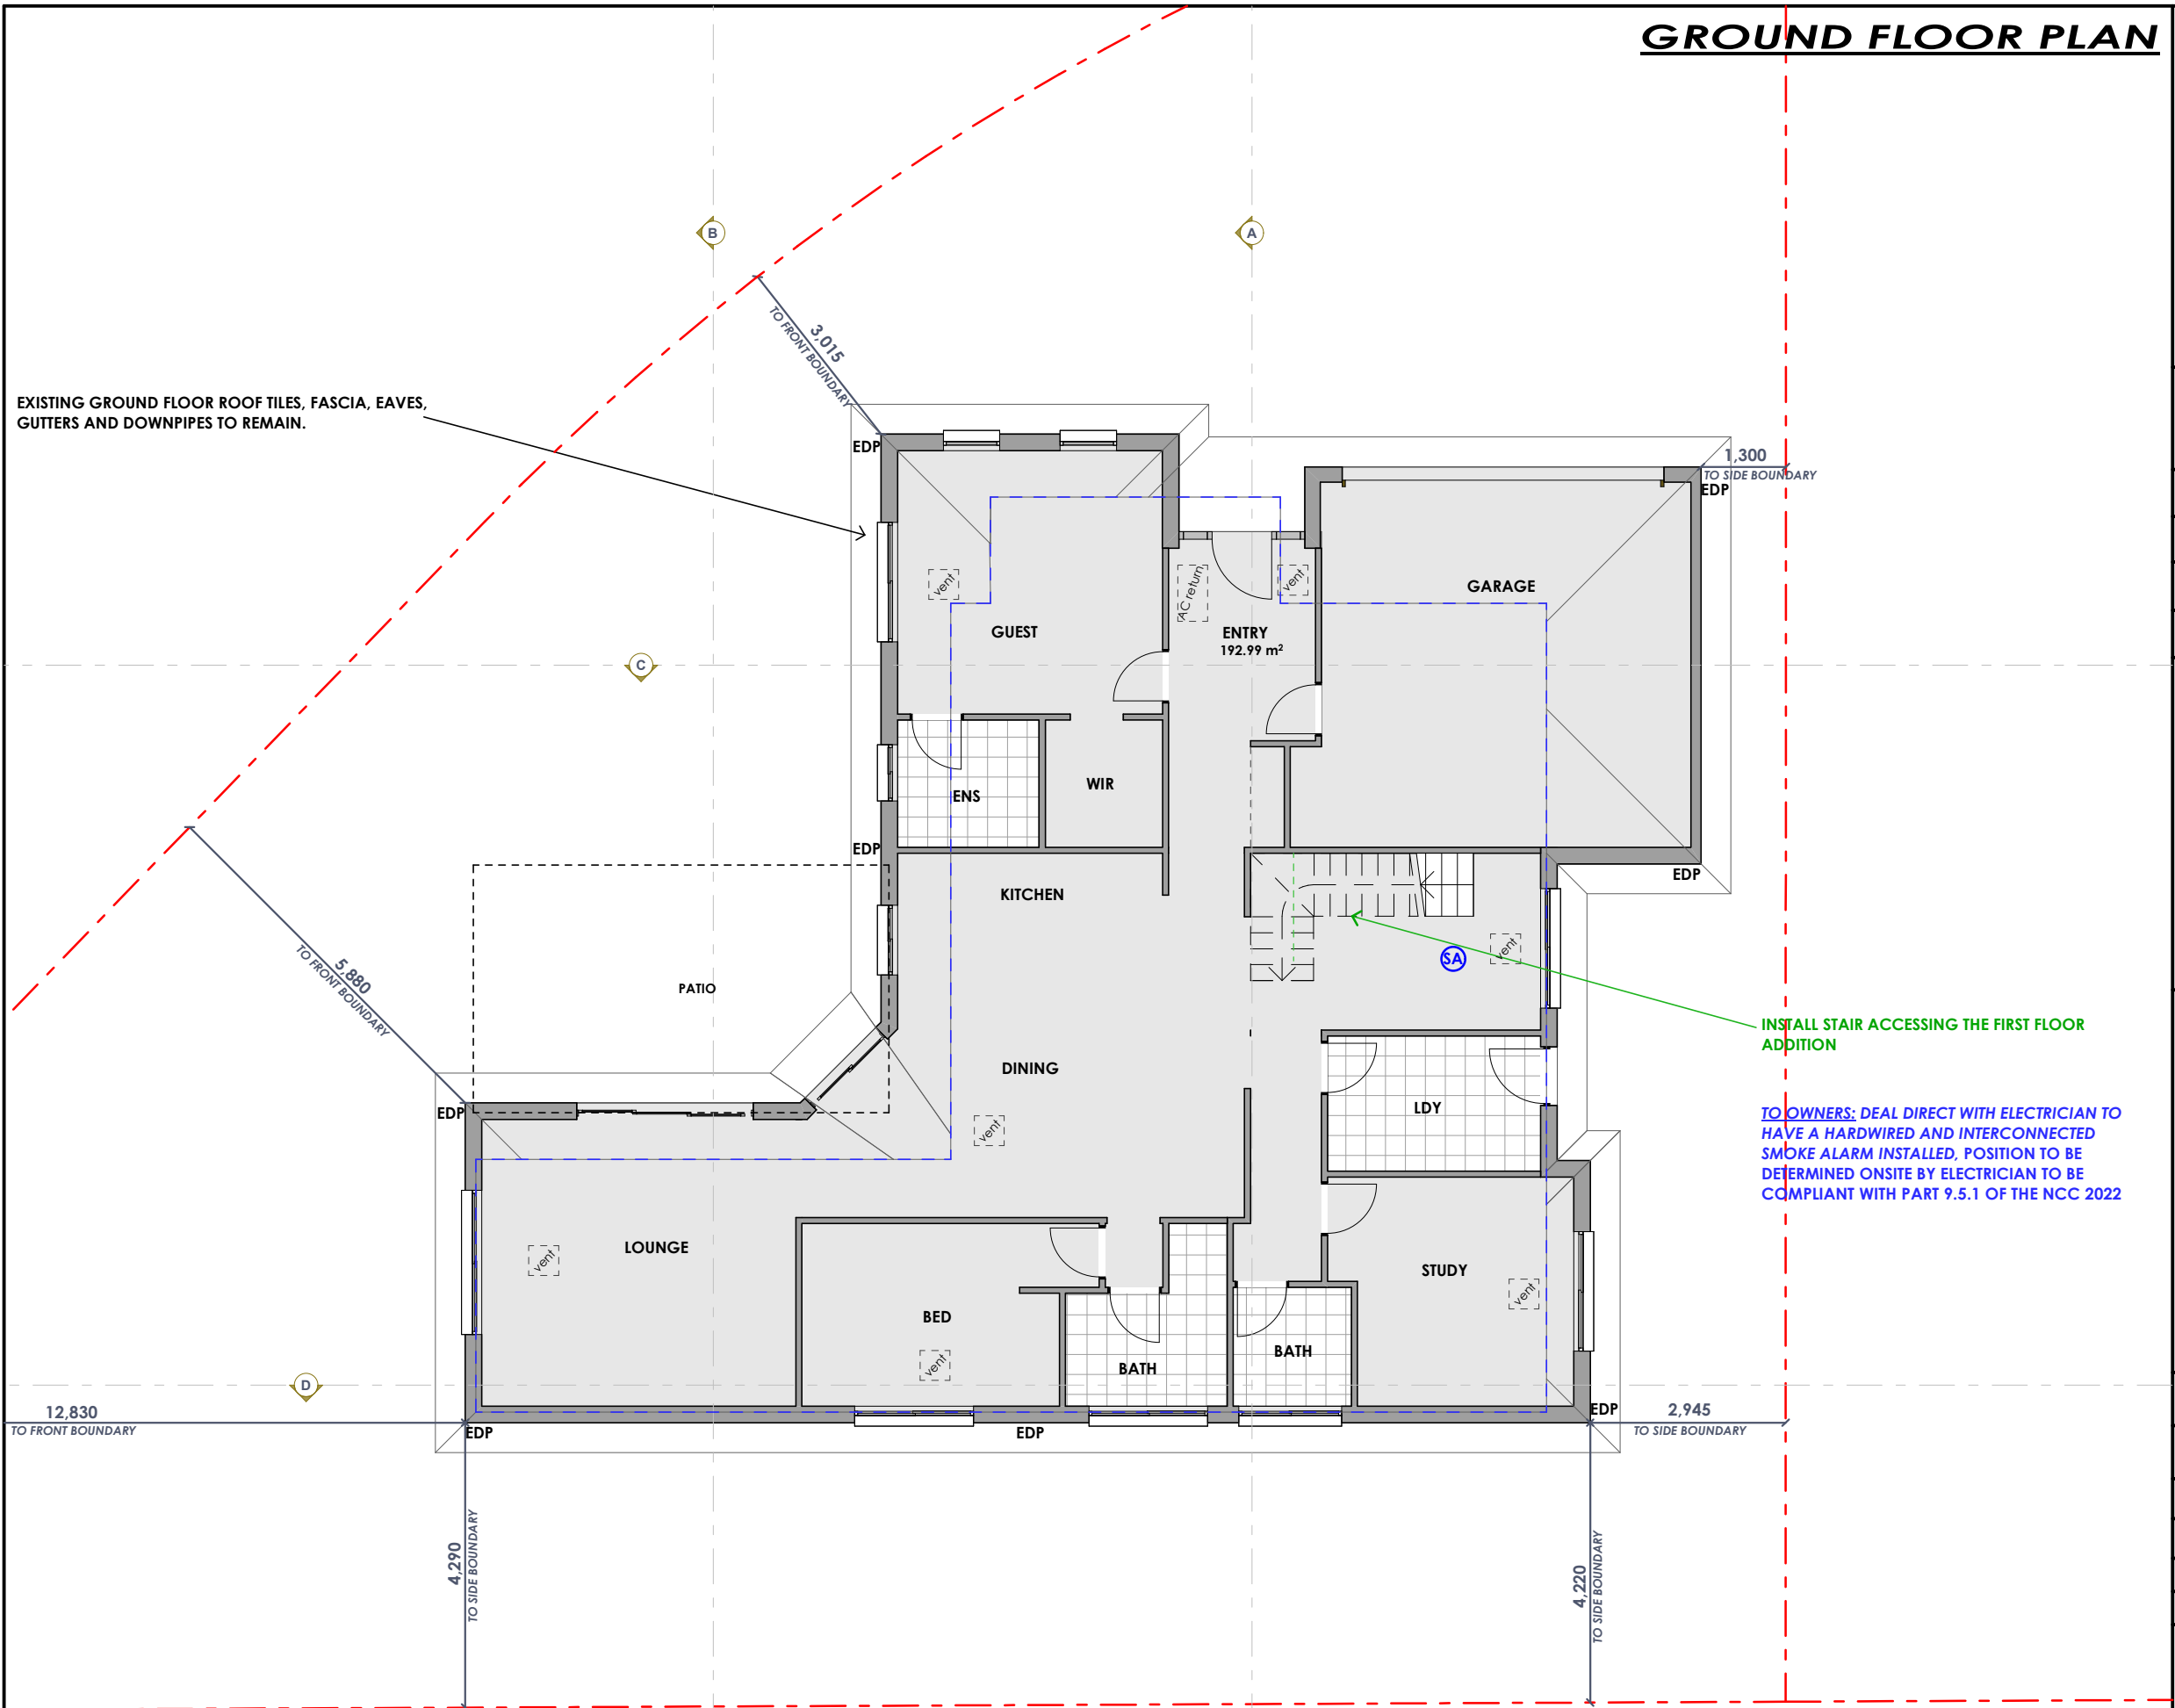 GROUND FLOOR PLAN
B
A
3,015
TO FRONT BOUNDARY
EXISTING GROUND FLOOR ROOF TILES, FASCIA, EAVES,
GUTTERS AND DOWNPIPES TO REMAIN.
EDP
1,300
TO SIDE BOUNDARY
EDP
vent
AC return
vent
GARAGE
GUEST
ENTRY
192.99 m²
C
ENS
WIR
EDP
EDP
KITCHEN
5,880
TO FRONT BOUNDARY
PATIO
SA
vent
INSTALL STAIR ACCESSING THE FIRST FLOOR
ADDITION
DINING
EDP
vent
LDY
TO OWNERS: DEAL DIRECT WITH ELECTRICIAN TO
HAVE A HARDWIRED AND INTERCONNECTED
SMOKE ALARM INSTALLED, POSITION TO BE
DETERMINED ONSITE BY ELECTRICIAN TO BE
COMPLIANT WITH PART 9.5.1 OF THE NCC 2022
LOUNGE
vent
STUDY
vent
BED
vent
BATH
BATH
D
12,830
TO FRONT BOUNDARY
EDP
EDP
EDP
2,945
TO SIDE BOUNDARY
4,290
TO SIDE BOUNDARY
4,220
TO SIDE BOUNDARY